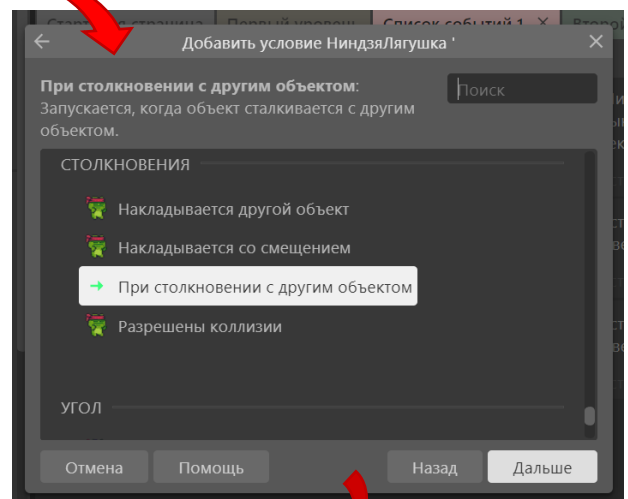 Первый уровень
Список событий 1
Добавить условие НиндзяЛягушка '
При столкновении с другим объектом:
Запускается, когда объект сталкивается с другим
объектом.
Поиск
СТОЛКНОВЕНИЯ
Накладывается другой объект
Накладывается со смещением
При столкновении с другим объектом
Разрешены коллизии
УГОЛ
Отмена
Помощь
Назад
Дальше